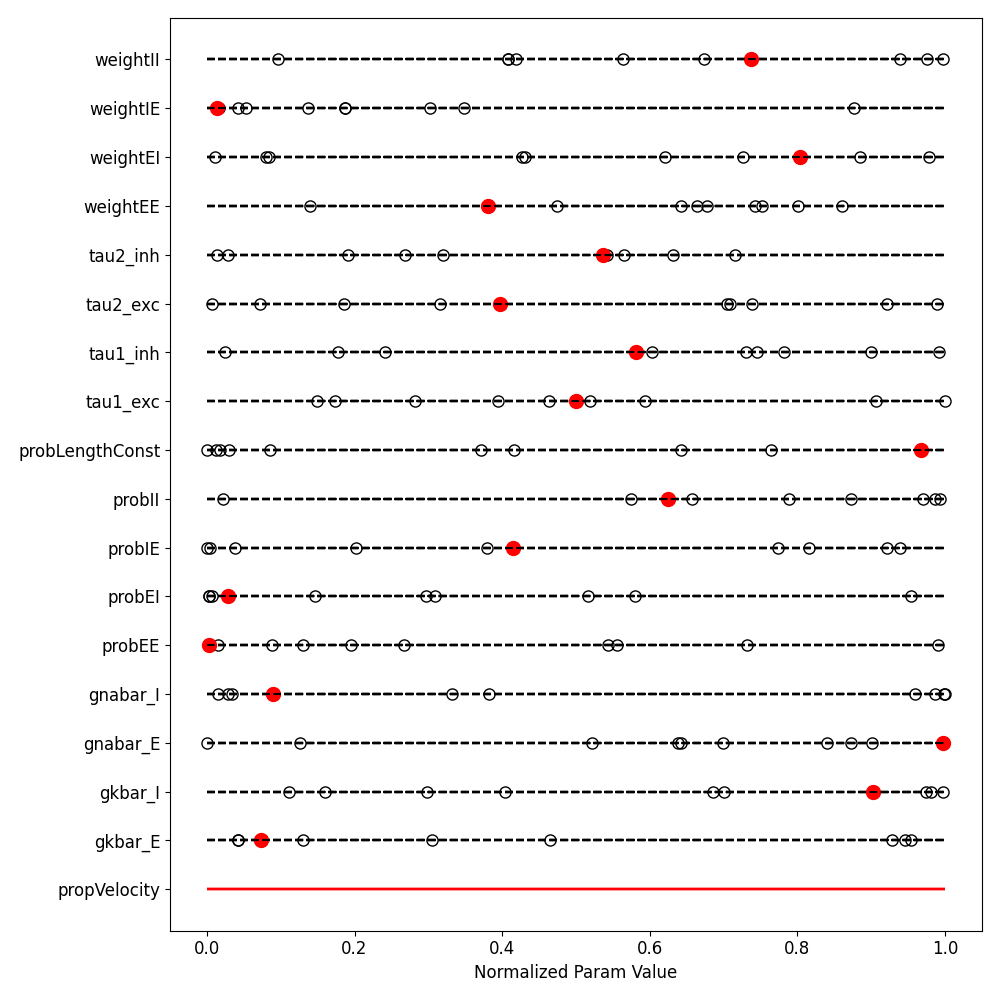 weightII
weightIE
weightEI
weightEE
tau2_inh
tau2_exc
tau1_inh
tau1_exc
probLengthConst
probII
probIE
probEI
probEE
gnabar_I
gnabar_E
gkbar_I
gkbar_E
propVelocity
0.0 0.2 0.4 0.6 0.8 1.0
Normalized Param Value